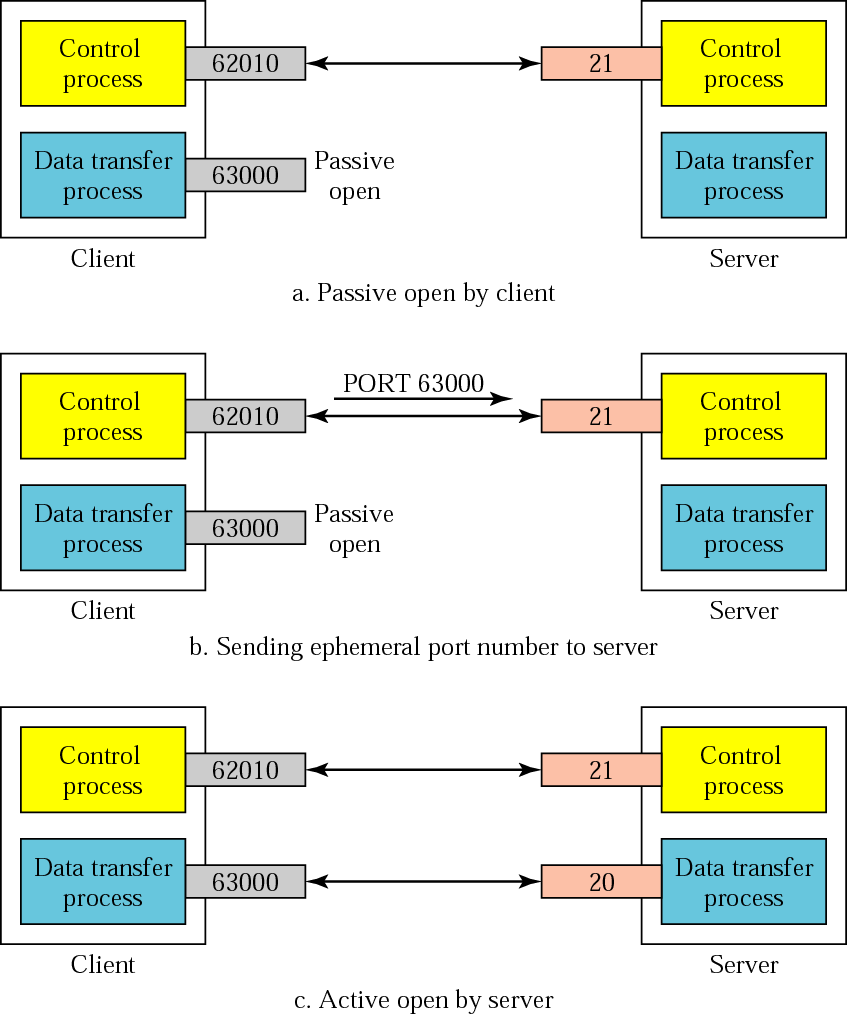 Control
process
62010
21
Control
process
Data transfer
process
63000
Passive
open
Data transfer
process
Client
Server
a. Passive open by client
Control
process
62010
PORT 63000
21
Control
process
Data transfer
process
63000
Passive
open
Data transfer
process
Client
Server
b. Sending ephemeral port number to server
Control
process
62010
21
Control
process
Data transfer
process
63000
20
Data transfer
process
Client
Server
c. Active open by server